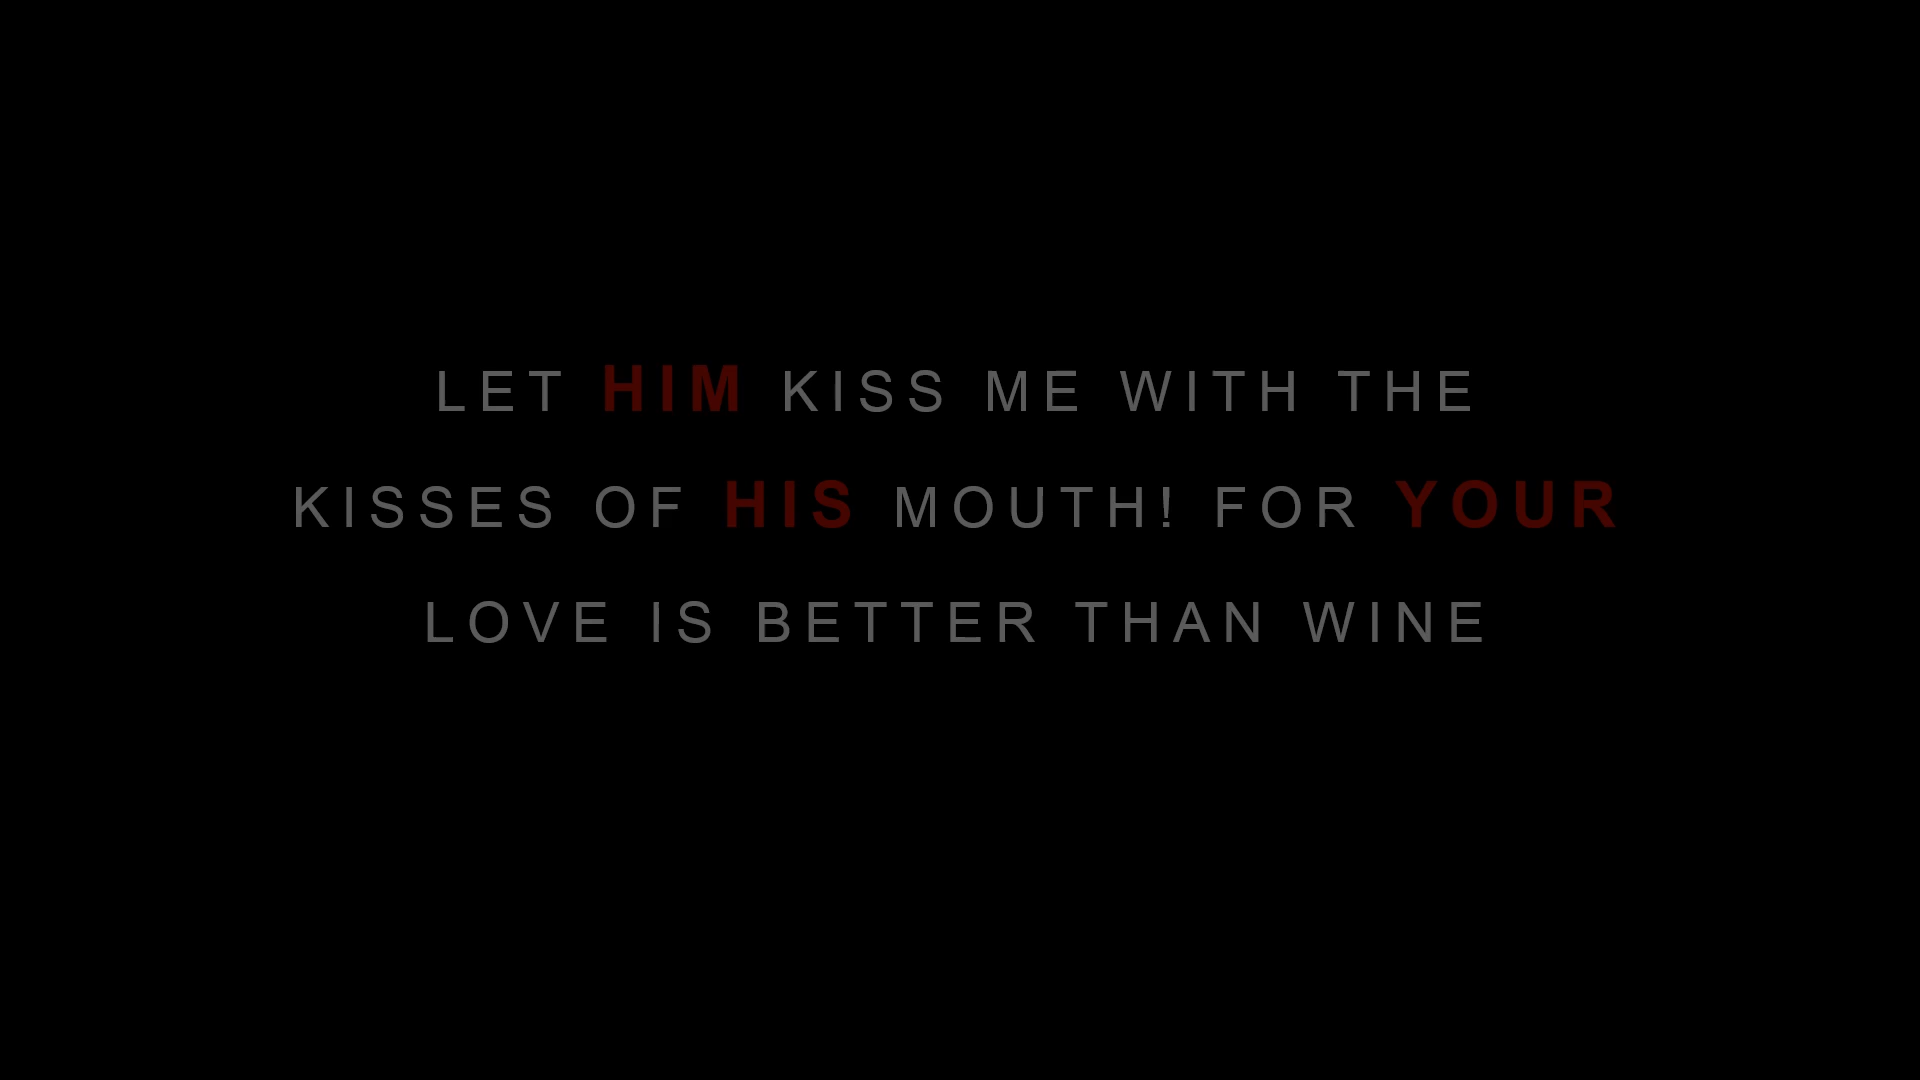 LET HIM KISS ME WITH THE
KISSES OF HIS MOUTH! FOR YOUR
LOVE IS BETTER THAN WINE